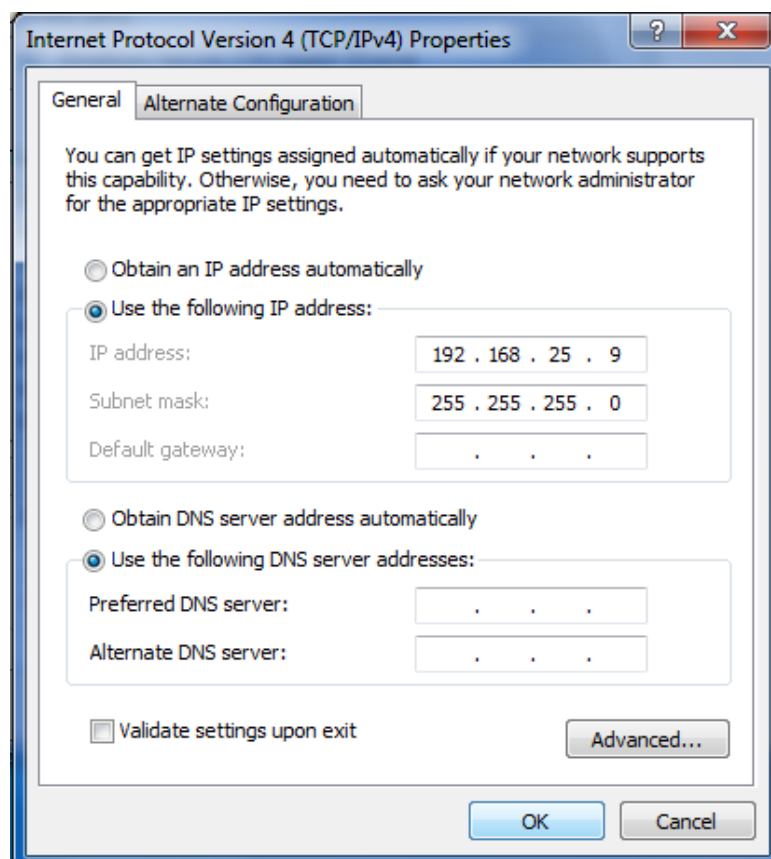 Internet Protocol Version 4 (TCP/IPv4) Properties
? X
General Alternate Configuration
You can get IP settings assigned automatically if your network supports
this capability. Otherwise, you need to ask your network administrator
for the appropriate IP settings.
Obtain an IP address automatically
Use the following IP address:
IP address: 192 . 168 . 25 . 9
Subnet mask: 255 . 255 . 255 . 0
Default gateway: . . .
Obtain DNS server address automatically
Use the following DNS server addresses:
Preferred DNS server: . . .
Alternate DNS server: . . .
Validate settings upon exit
Advanced...
OK Cancel